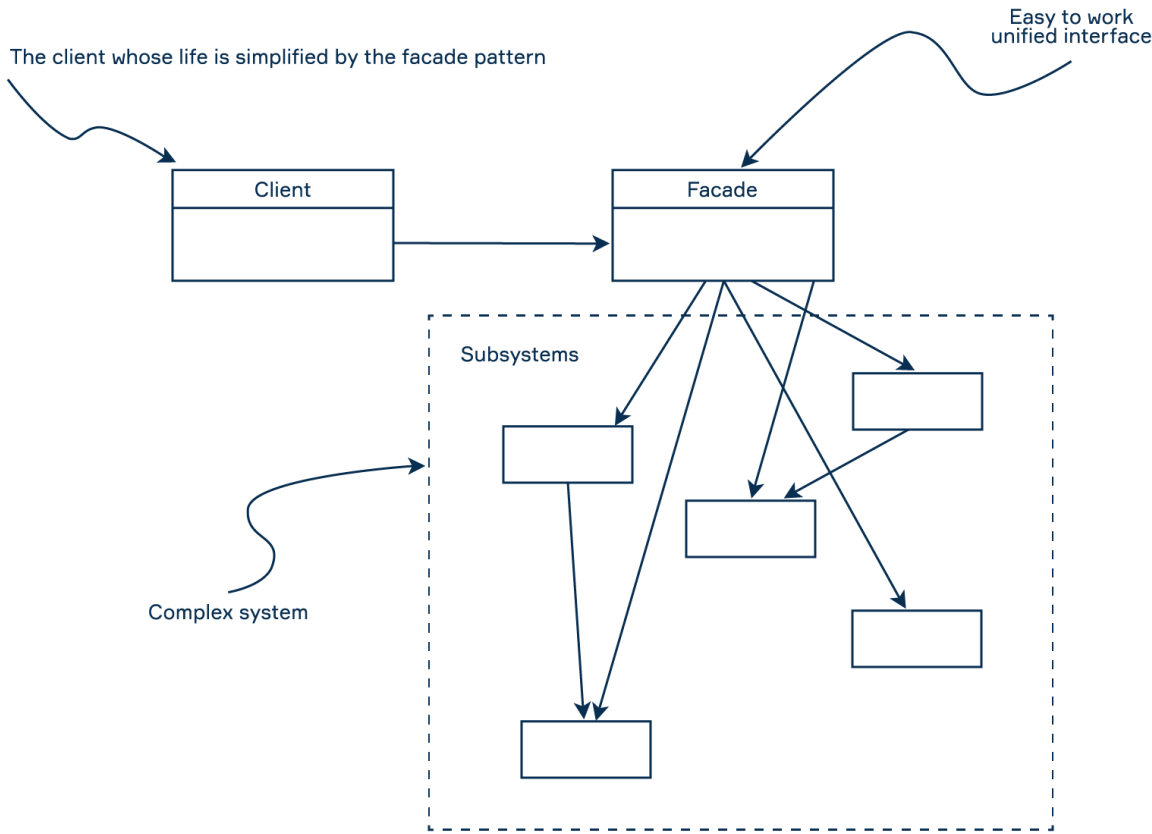 Easy to work
unified interface
The client whose life is simplified by the facade pattern
Client
Facade
Subsystems
Complex system